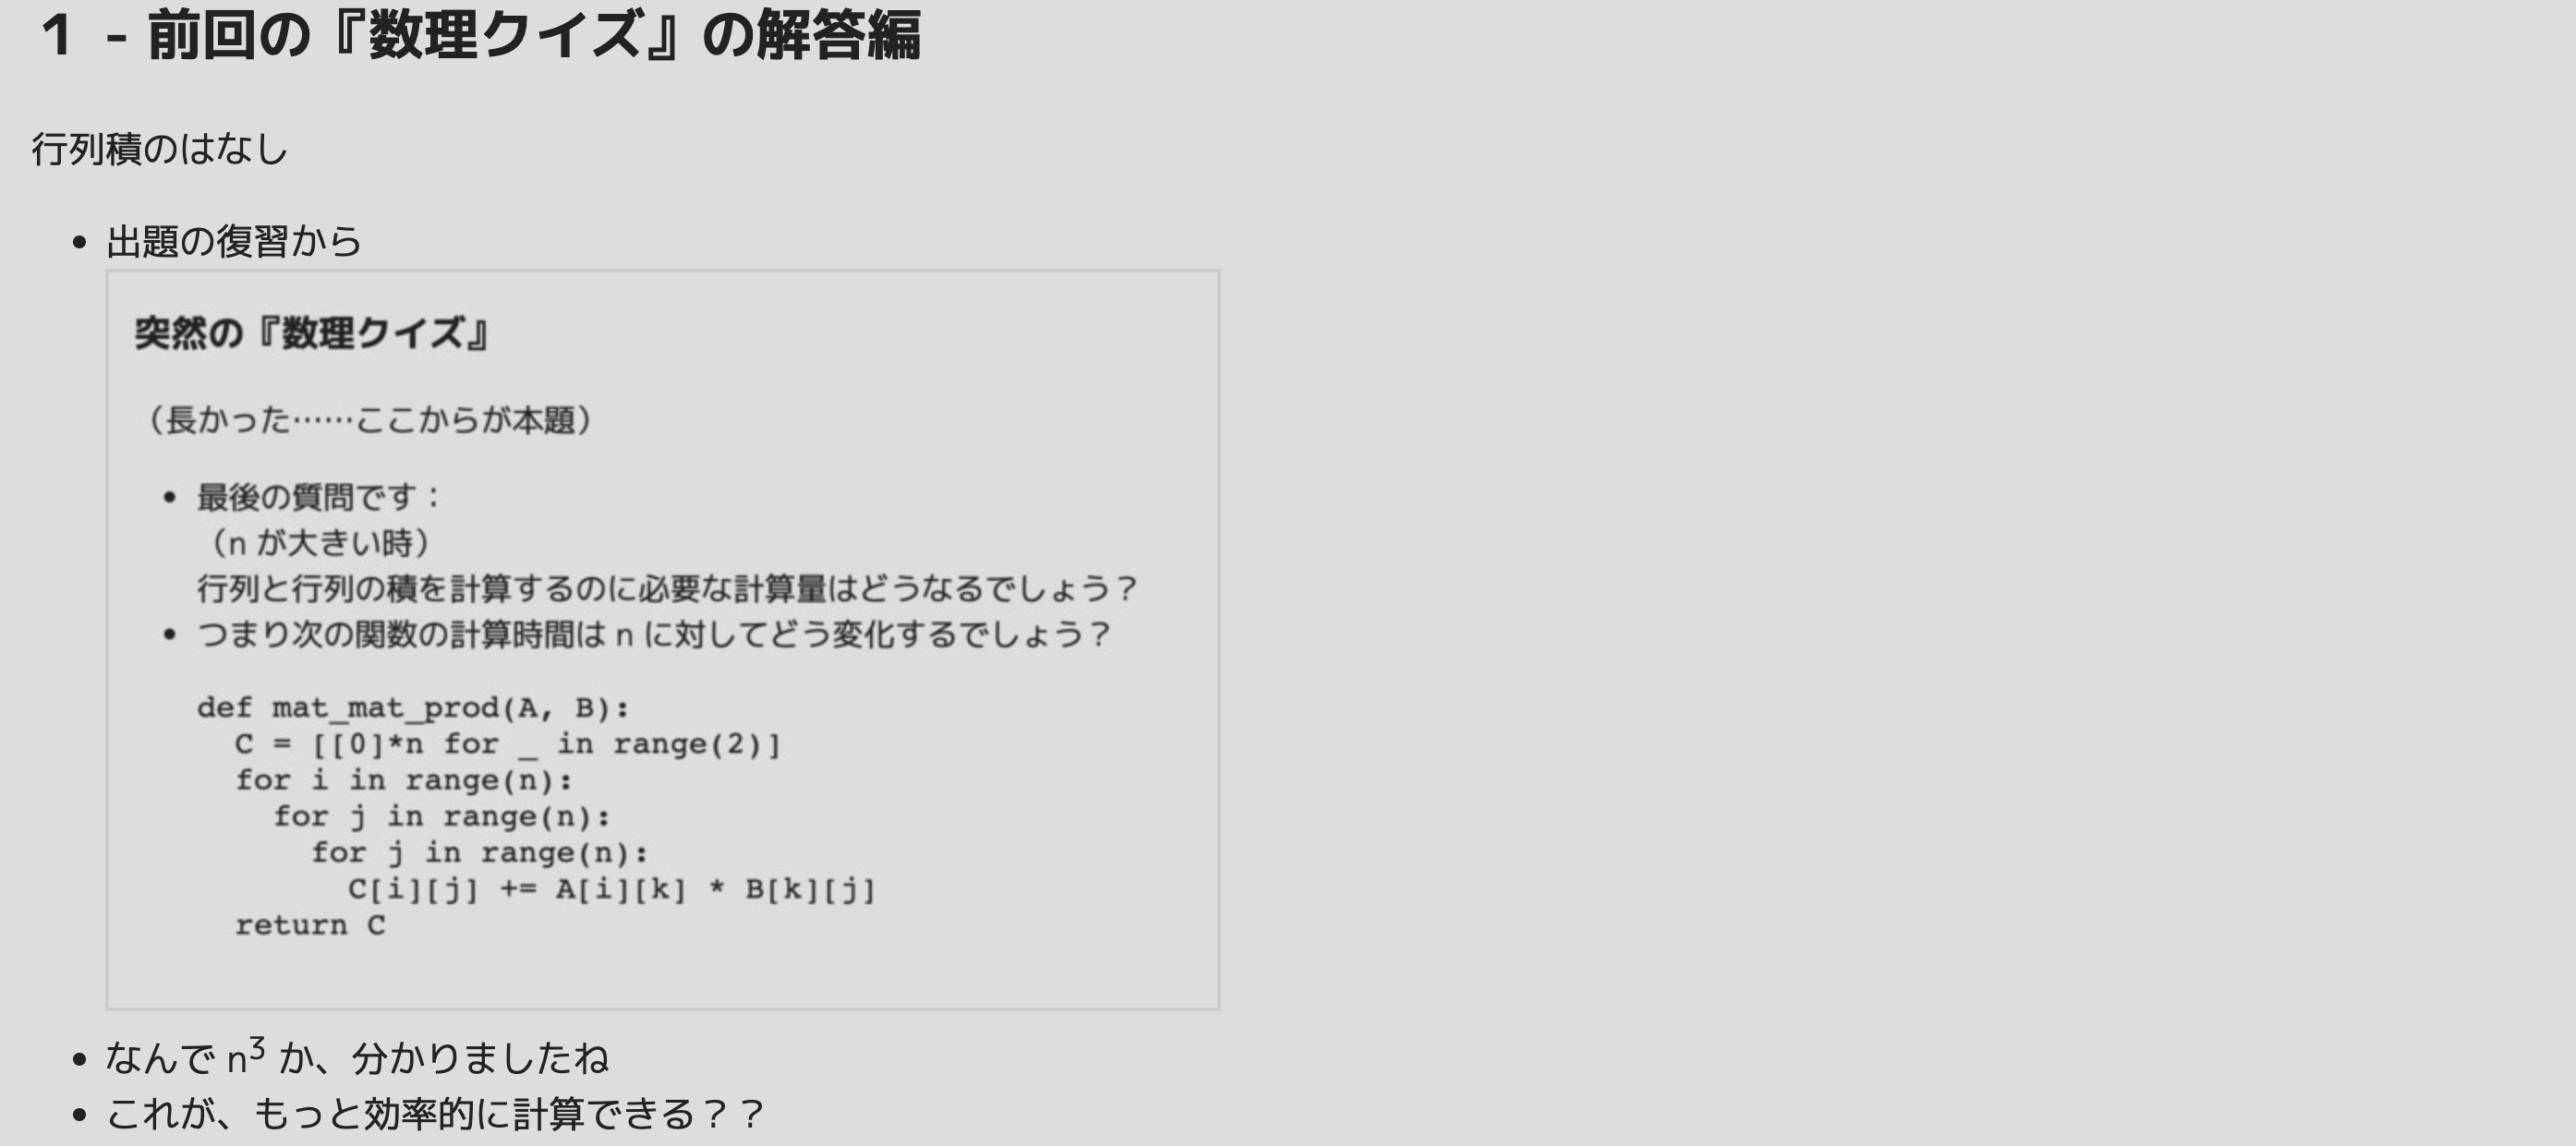 1 - 前回の『数理クイズ』の解答編
行列積のはなし
• 出題の復習から
突然の『数理クイズ』
（長かった……ここからが本題）
• 最後の質問です：
（n が大きい時）
行列と行列の積を計算するのに必要な計算量はどうなるでしょう？
• つまり次の関数の計算時間は n に対してどう変化するでしょう？
def mat_mat_prod(A, B):
  C = [[0]*n for _ in range(2)]
  for i in range(n):
    for j in range(n):
      for j in range(n):
        C[i][j] += A[i][k] * B[k][j]
  return C
• なんで n³ か、分かりましたね
• これが、もっと効率的に計算できる？？